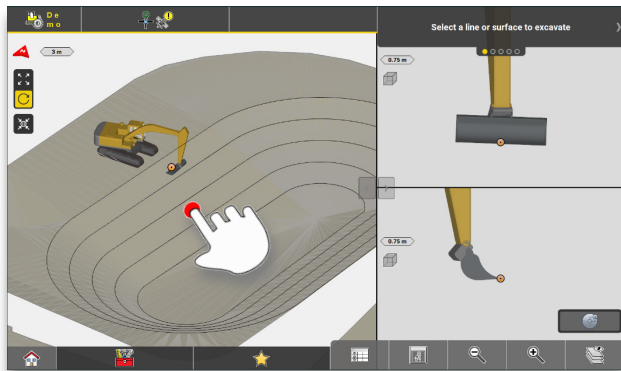 De
mo
Select a line or surface to excavate
3 m
0.75 m
0.75 m